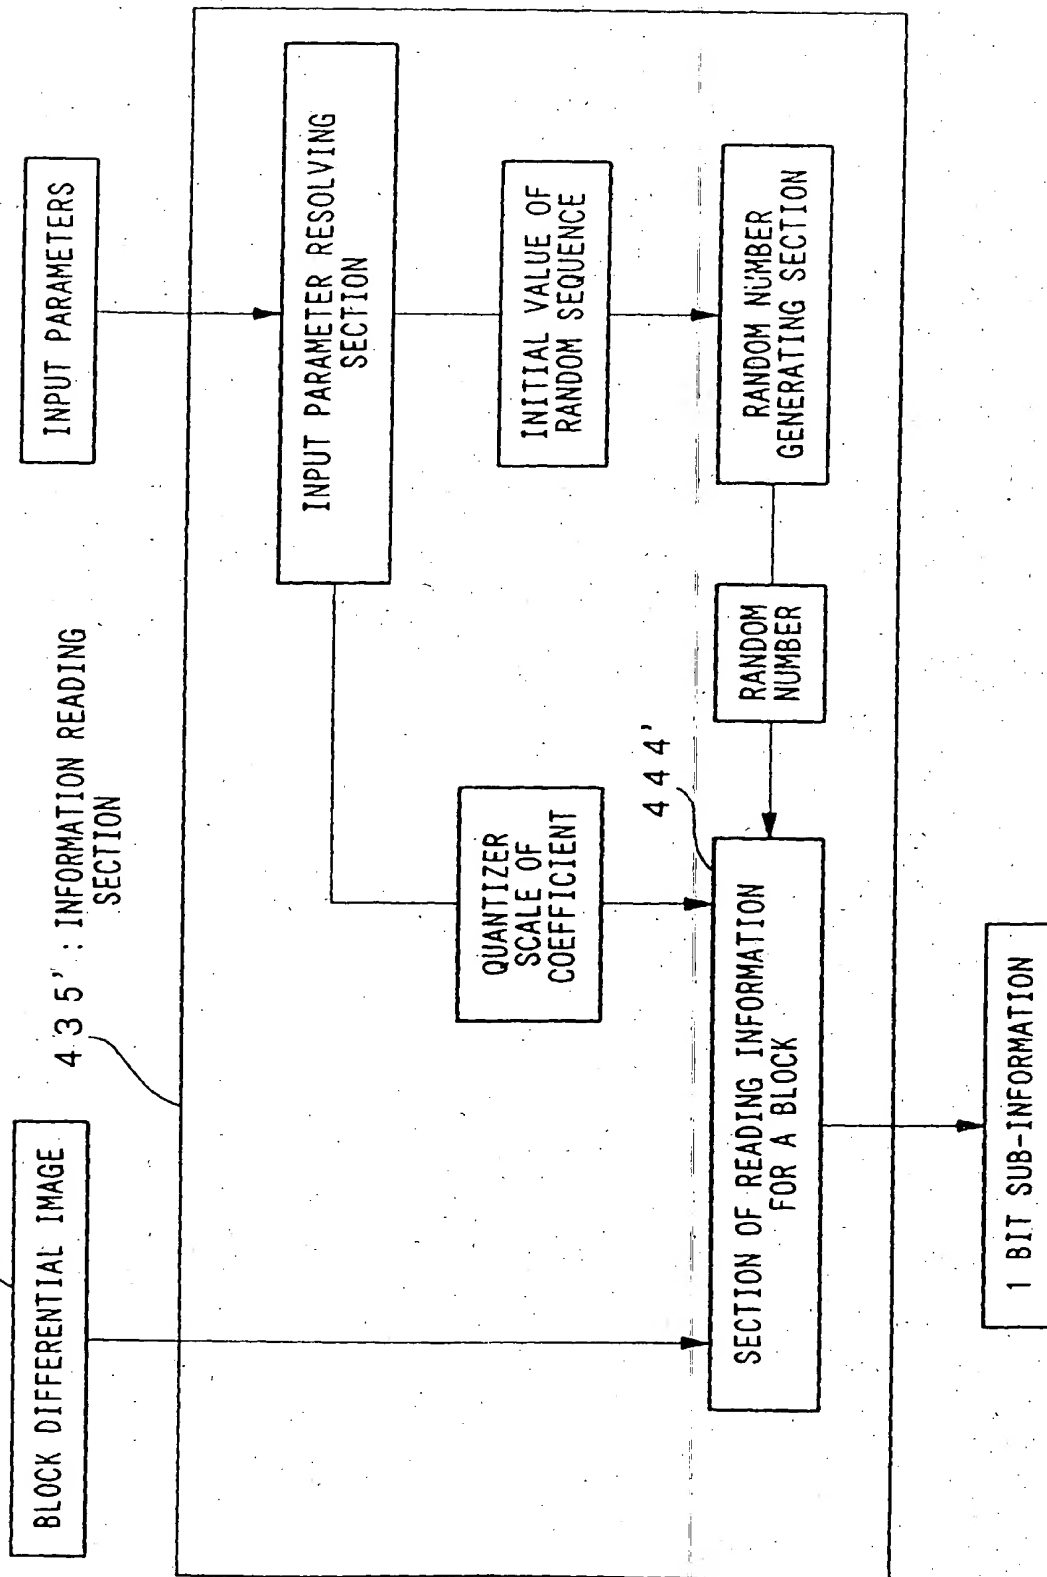 BLOCK DIFFERENTIAL IMAGE
435': INFORMATION READING
SECTION
INPUT PARAMETERS
INPUT PARAMETER RESOLVING
SECTION
QUANTIZER
SCALE OF
COEFFICIENT
INITIAL VALUE OF
RANDOM SEQUENCE
444'
SECTION OF READING INFORMATION
FOR A BLOCK
RANDOM
NUMBER
RANDOM NUMBER
GENERATING SECTION
1 BIT SUB-INFORMATION